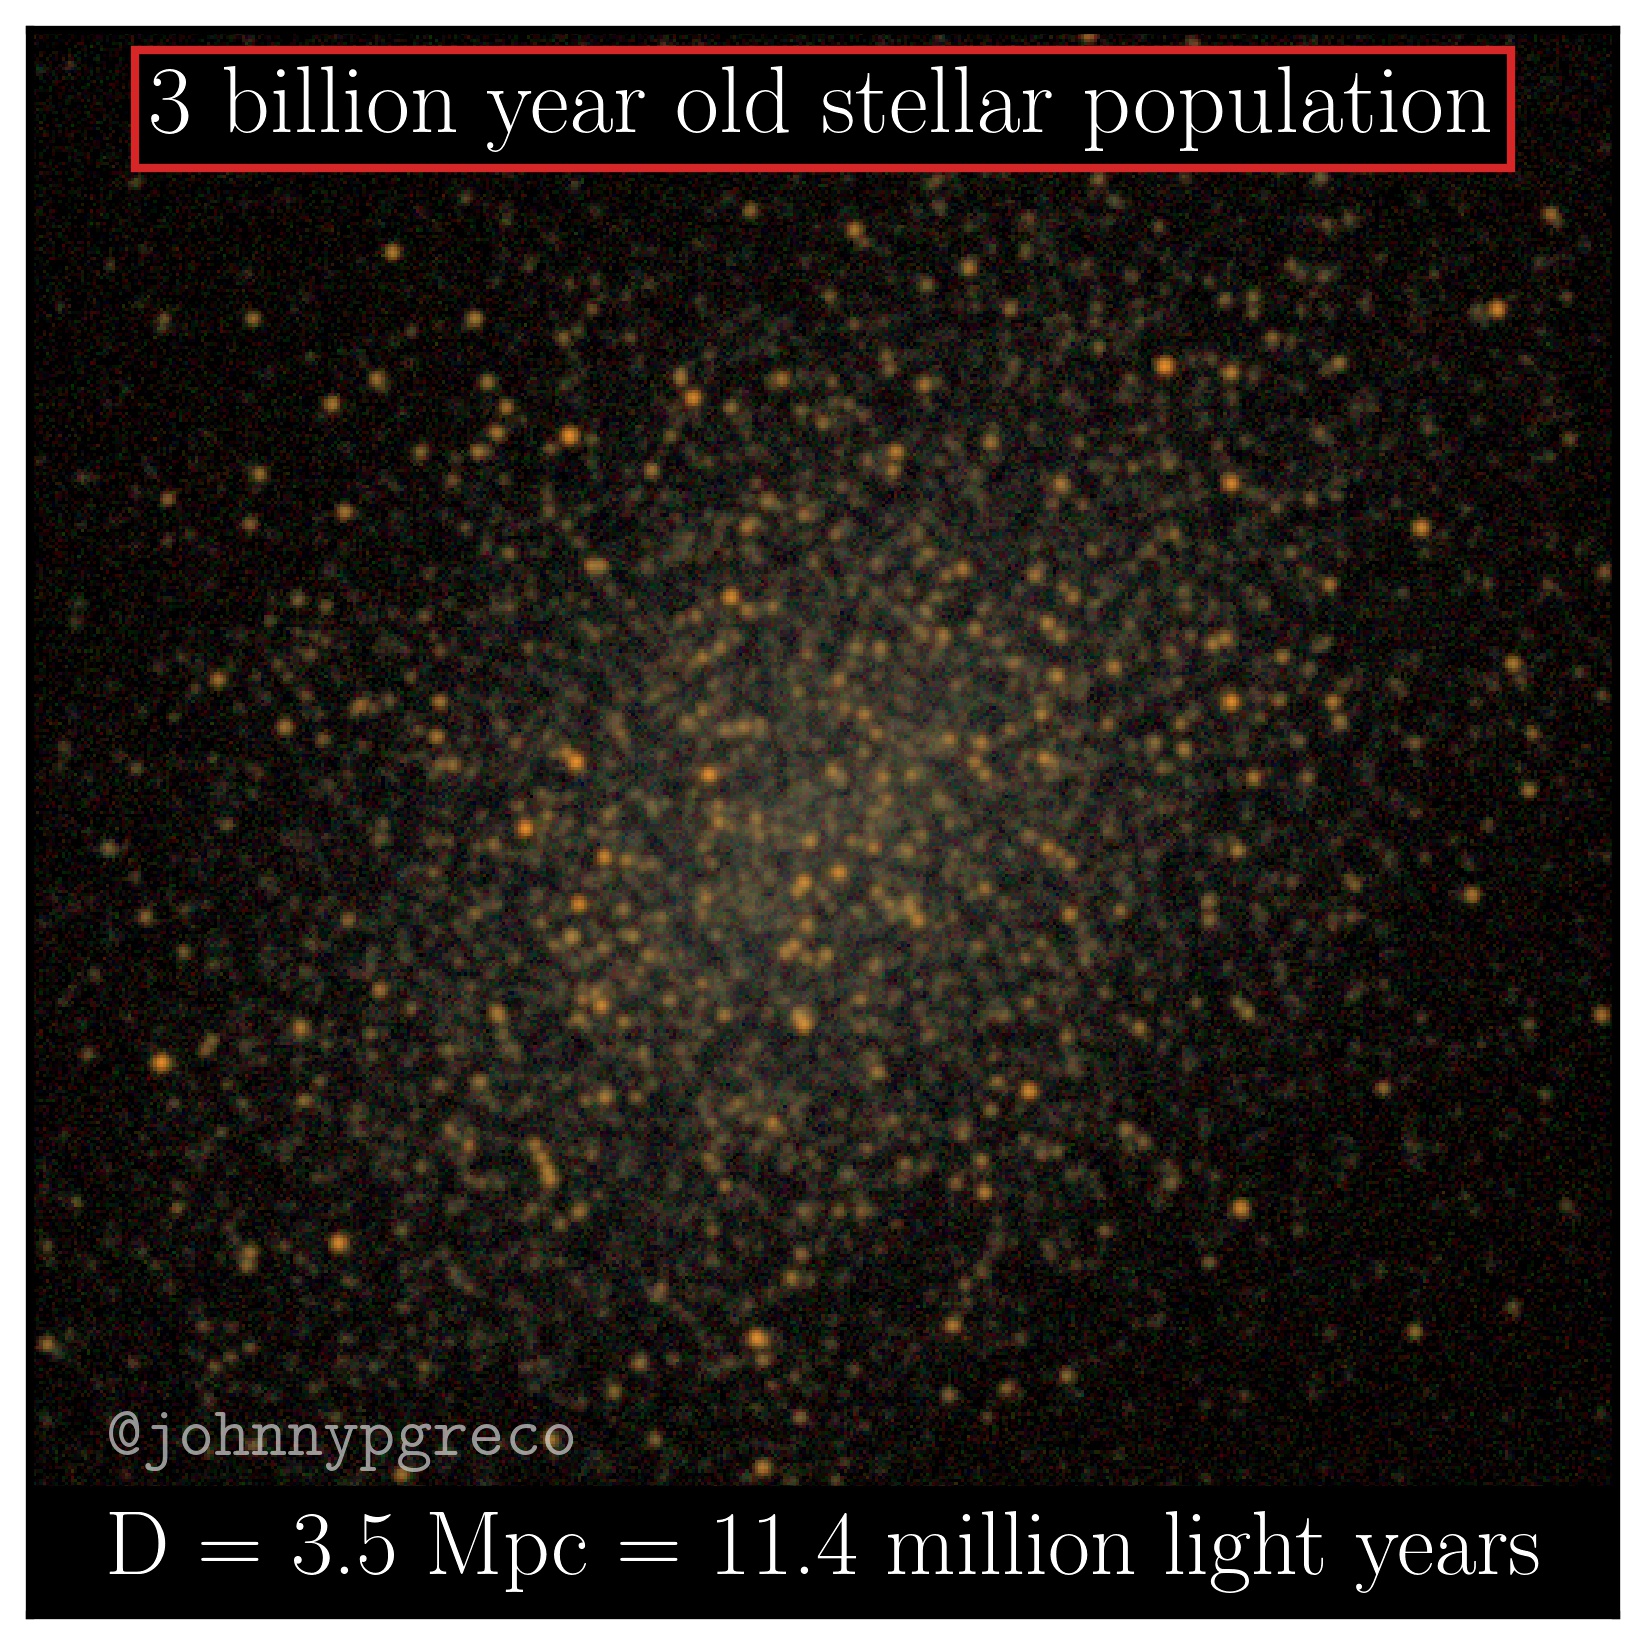 3 billion year old stellar population
@johnnypgreco
D = 3.5 Mpc = 11.4 million light years